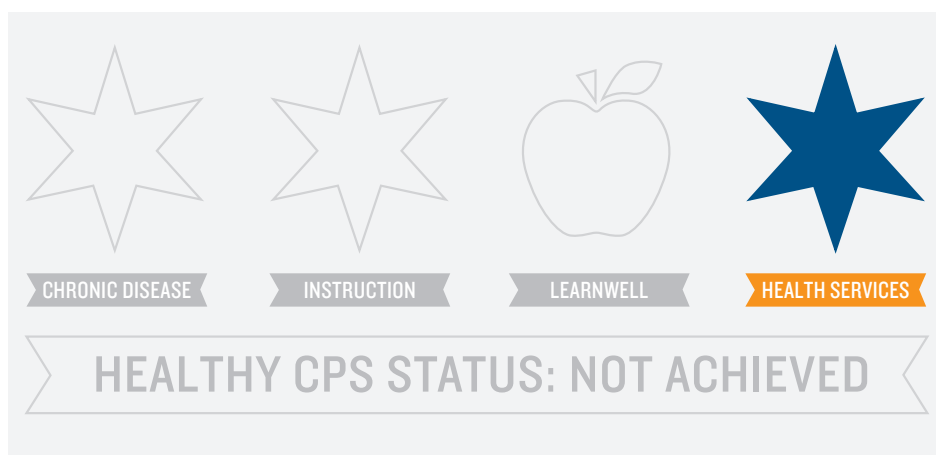 CHRONIC DISEASE
INSTRUCTION
LEARNWELL
HEALTH SERVICES
HEALTHY CPS STATUS: NOT ACHIEVED